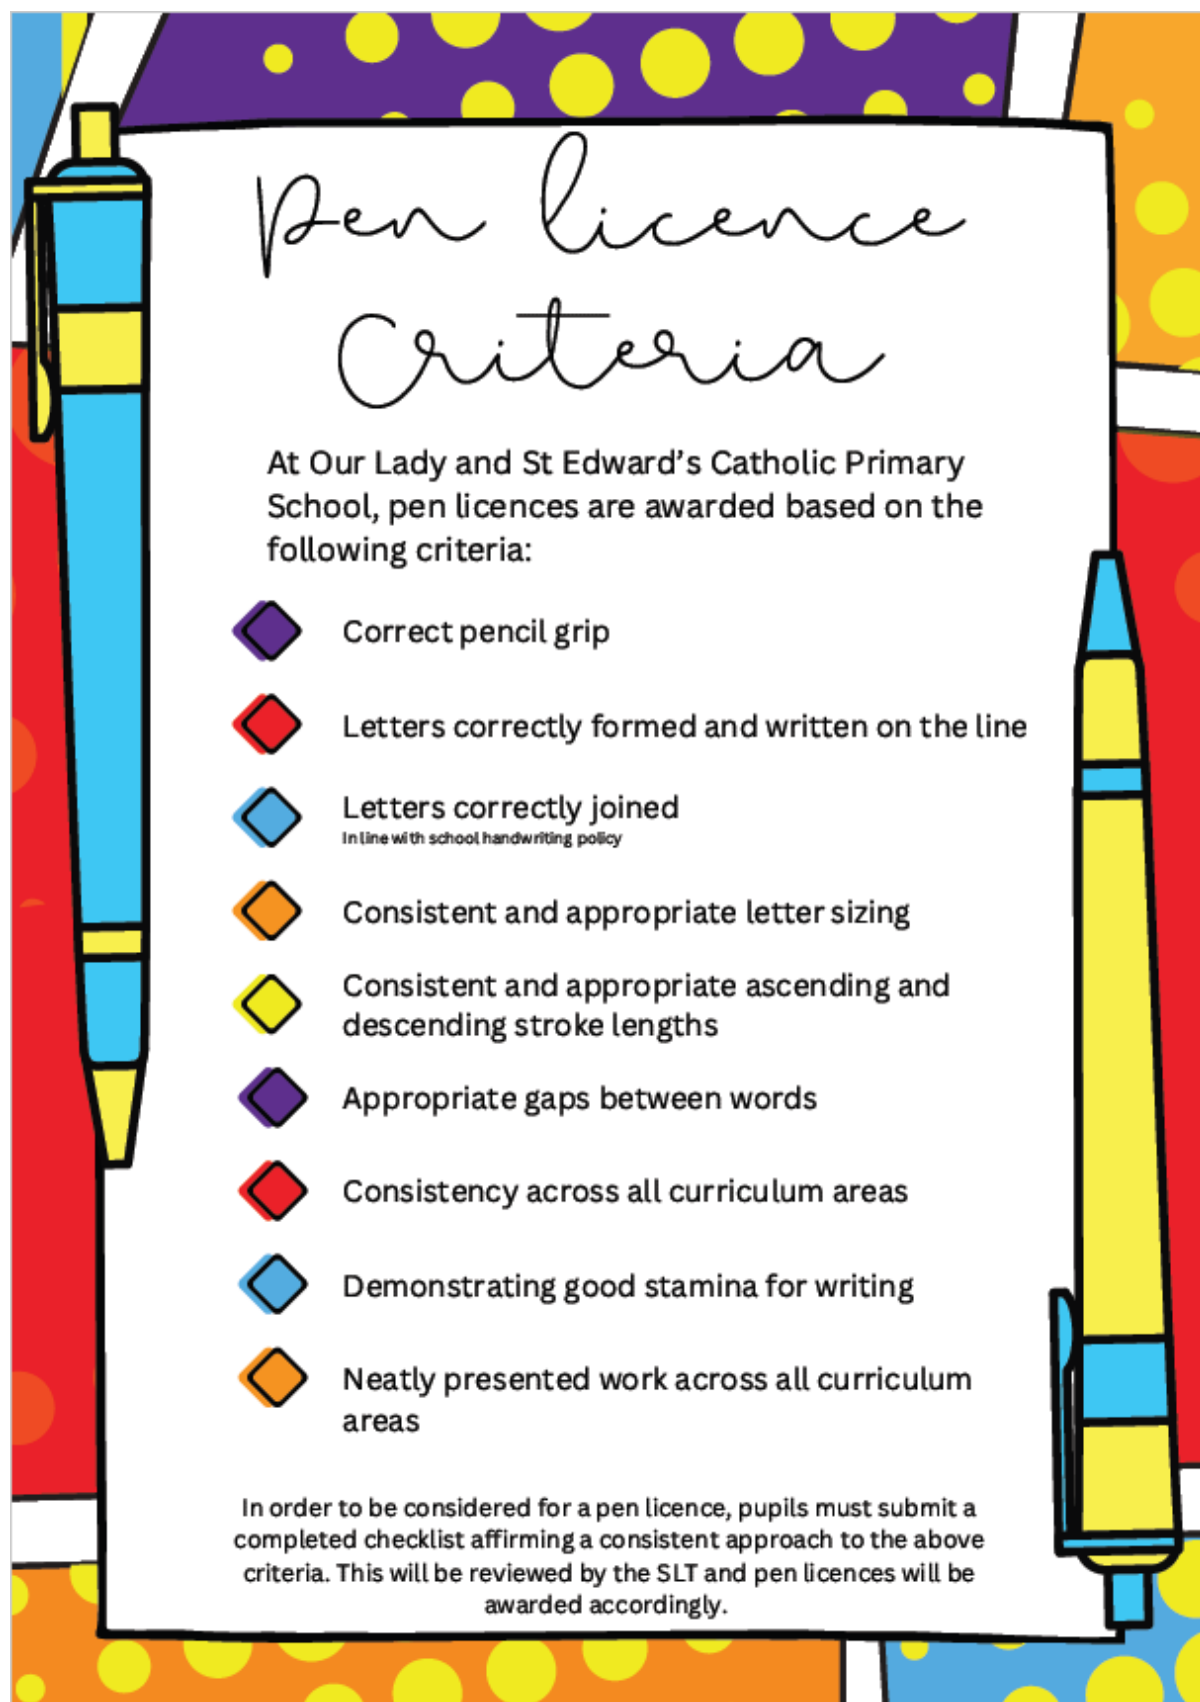 Pen licence
Criteria
At Our Lady and St Edward’s Catholic Primary
School, pen licences are awarded based on the
following criteria:
Correct pencil grip
Letters correctly formed and written on the line
Letters correctly joined
In line with school handwriting policy
Consistent and appropriate letter sizing
Consistent and appropriate ascending and
descending stroke lengths
Appropriate gaps between words
Consistency across all curriculum areas
Demonstrating good stamina for writing
Neatly presented work across all curriculum
areas
In order to be considered for a pen licence, pupils must submit a
completed checklist affirming a consistent approach to the above
criteria. This will be reviewed by the SLT and pen licences will be
awarded accordingly.